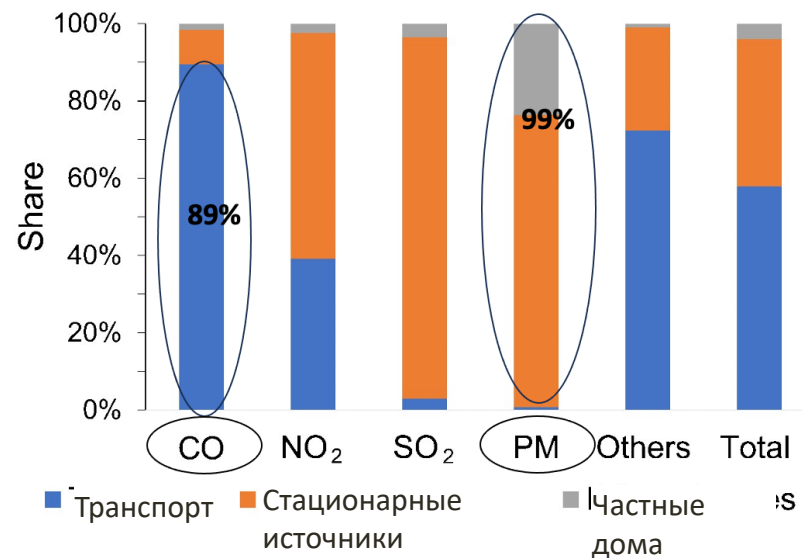 100%
80%
60%
40%
20%
0%
Share
89%
99%
CO NO₂ SO₂ PM Others Total
Транспорт Стационарные источники Частные дома